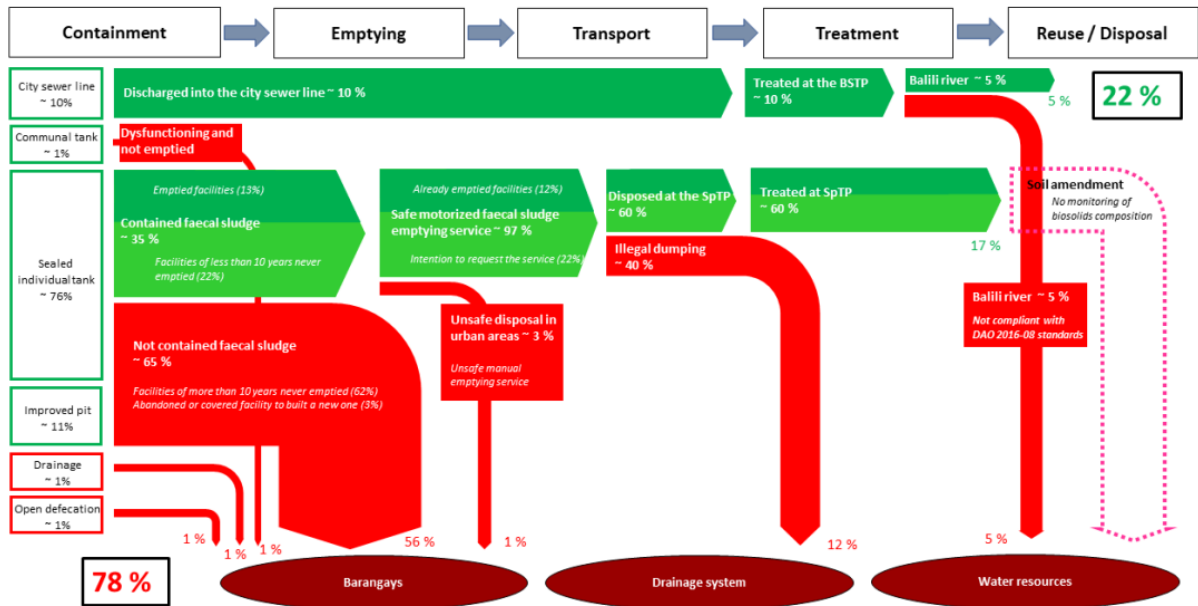 Containment
Emptying
Transport
Treatment
Reuse / Disposal
City sewer line
~ 10%
Discharged into the city sewer line ~ 10 %
Treated at the BSTP
~ 10 %
Balili river ~ 5 %
5 %
22 %
Communal tank
~ 1%
Dysfunctioning and
not emptied
Sealed
individual tank
~ 76%
Emptied facilities (13%)
Contained faecal sludge
~ 35 %
Facilities of less than 10 years never
emptied (22%)
Already emptied facilities (12%)
Safe motorized faecal sludge
emptying service ~ 97 %
Intention to request the service (22%)
Disposed at the SpTP
~ 60 %
Treated at SpTP
~ 60 %
17 %
Soil amendment
No monitoring of
biosolids composition
Illegal dumping
~ 40 %
Balili river ~ 5 %
Not compliant with
DAO 2016-08 standards
Not contained faecal sludge
~ 65 %
Facilities of more than 10 years never emptied (62%)
Abandoned or covered facility to built a new one (3%)
Unsafe disposal in
urban areas ~ 3 %
Unsafe manual
emptying service
Improved pit
~ 11%
Drainage
~ 1%
Open defecation
~ 1%
1 %
1 %
1 %
56 %
1 %
12 %
5 %
78 %
Barangays
Drainage system
Water resources